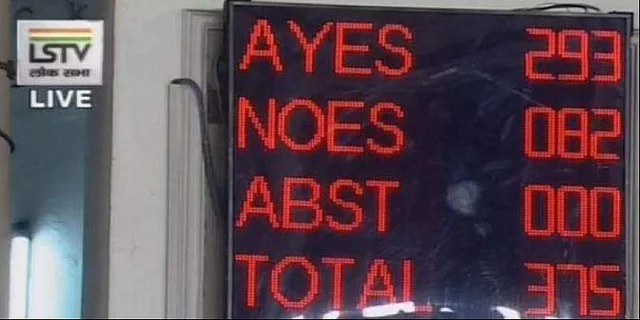 LSTV
लोक सभा
LIVE
AYES 293
NOES 082
ABST 000
TOTAL 375